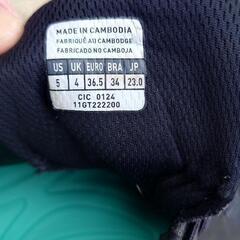 MADE IN CAMBODIA
FABRIQUÉ AU CAMBODGE
FABRICADO NO CAMBOJA
US UK EURO BRA JP
5 4 36.5 34 23.0
CIC 0124
11GT222200